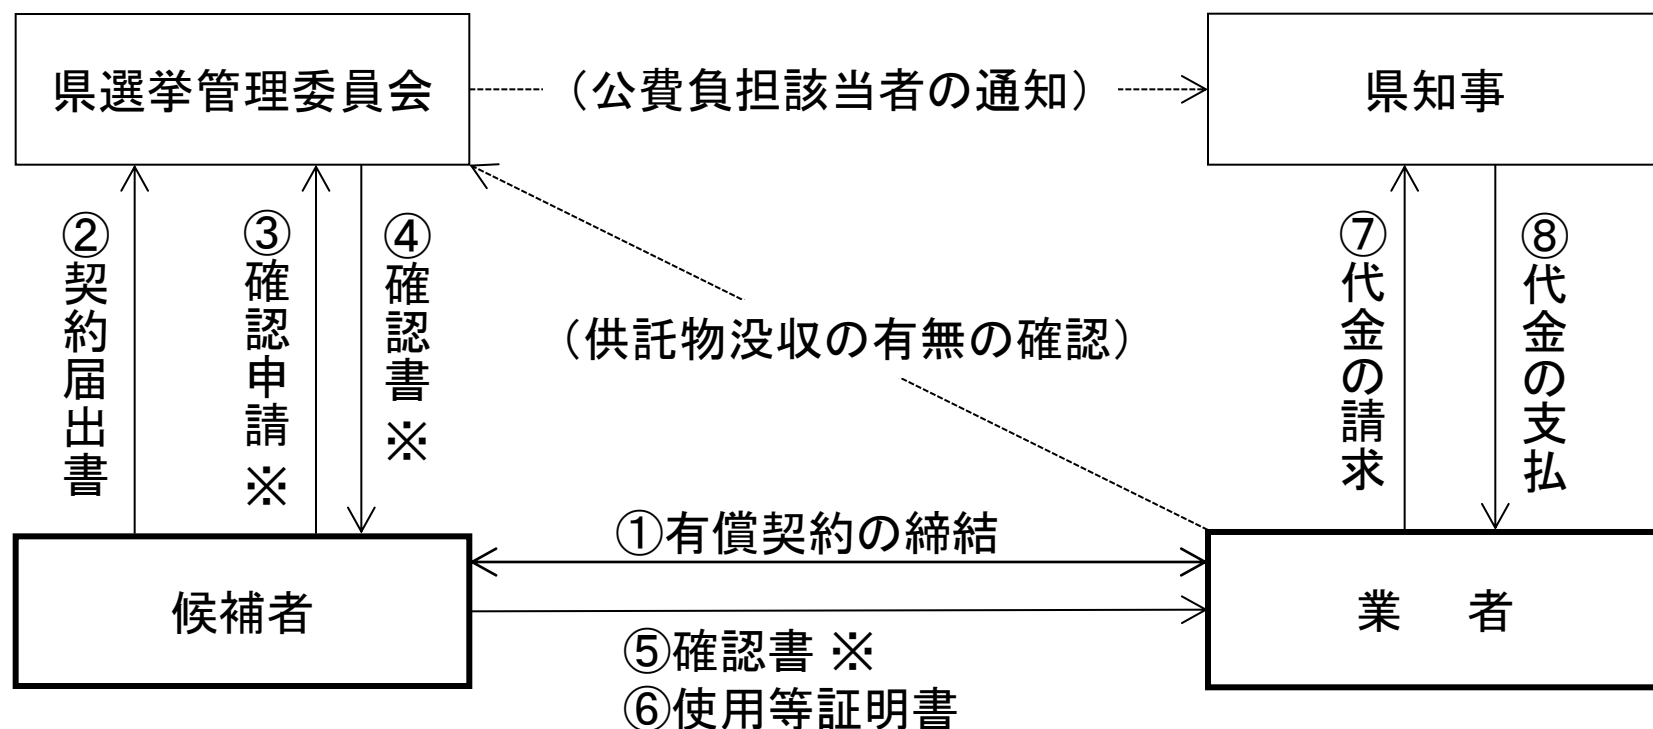 県選挙管理委員会
（公費負担該当者の通知）
県知事
②契約届出書
③確認申請※
④確認書※
（供託物没収の有無の確認）
⑦代金の請求
⑧代金の支払
①有償契約の締結
候補者
業　者
⑤確認書 ※
⑥使用等証明書